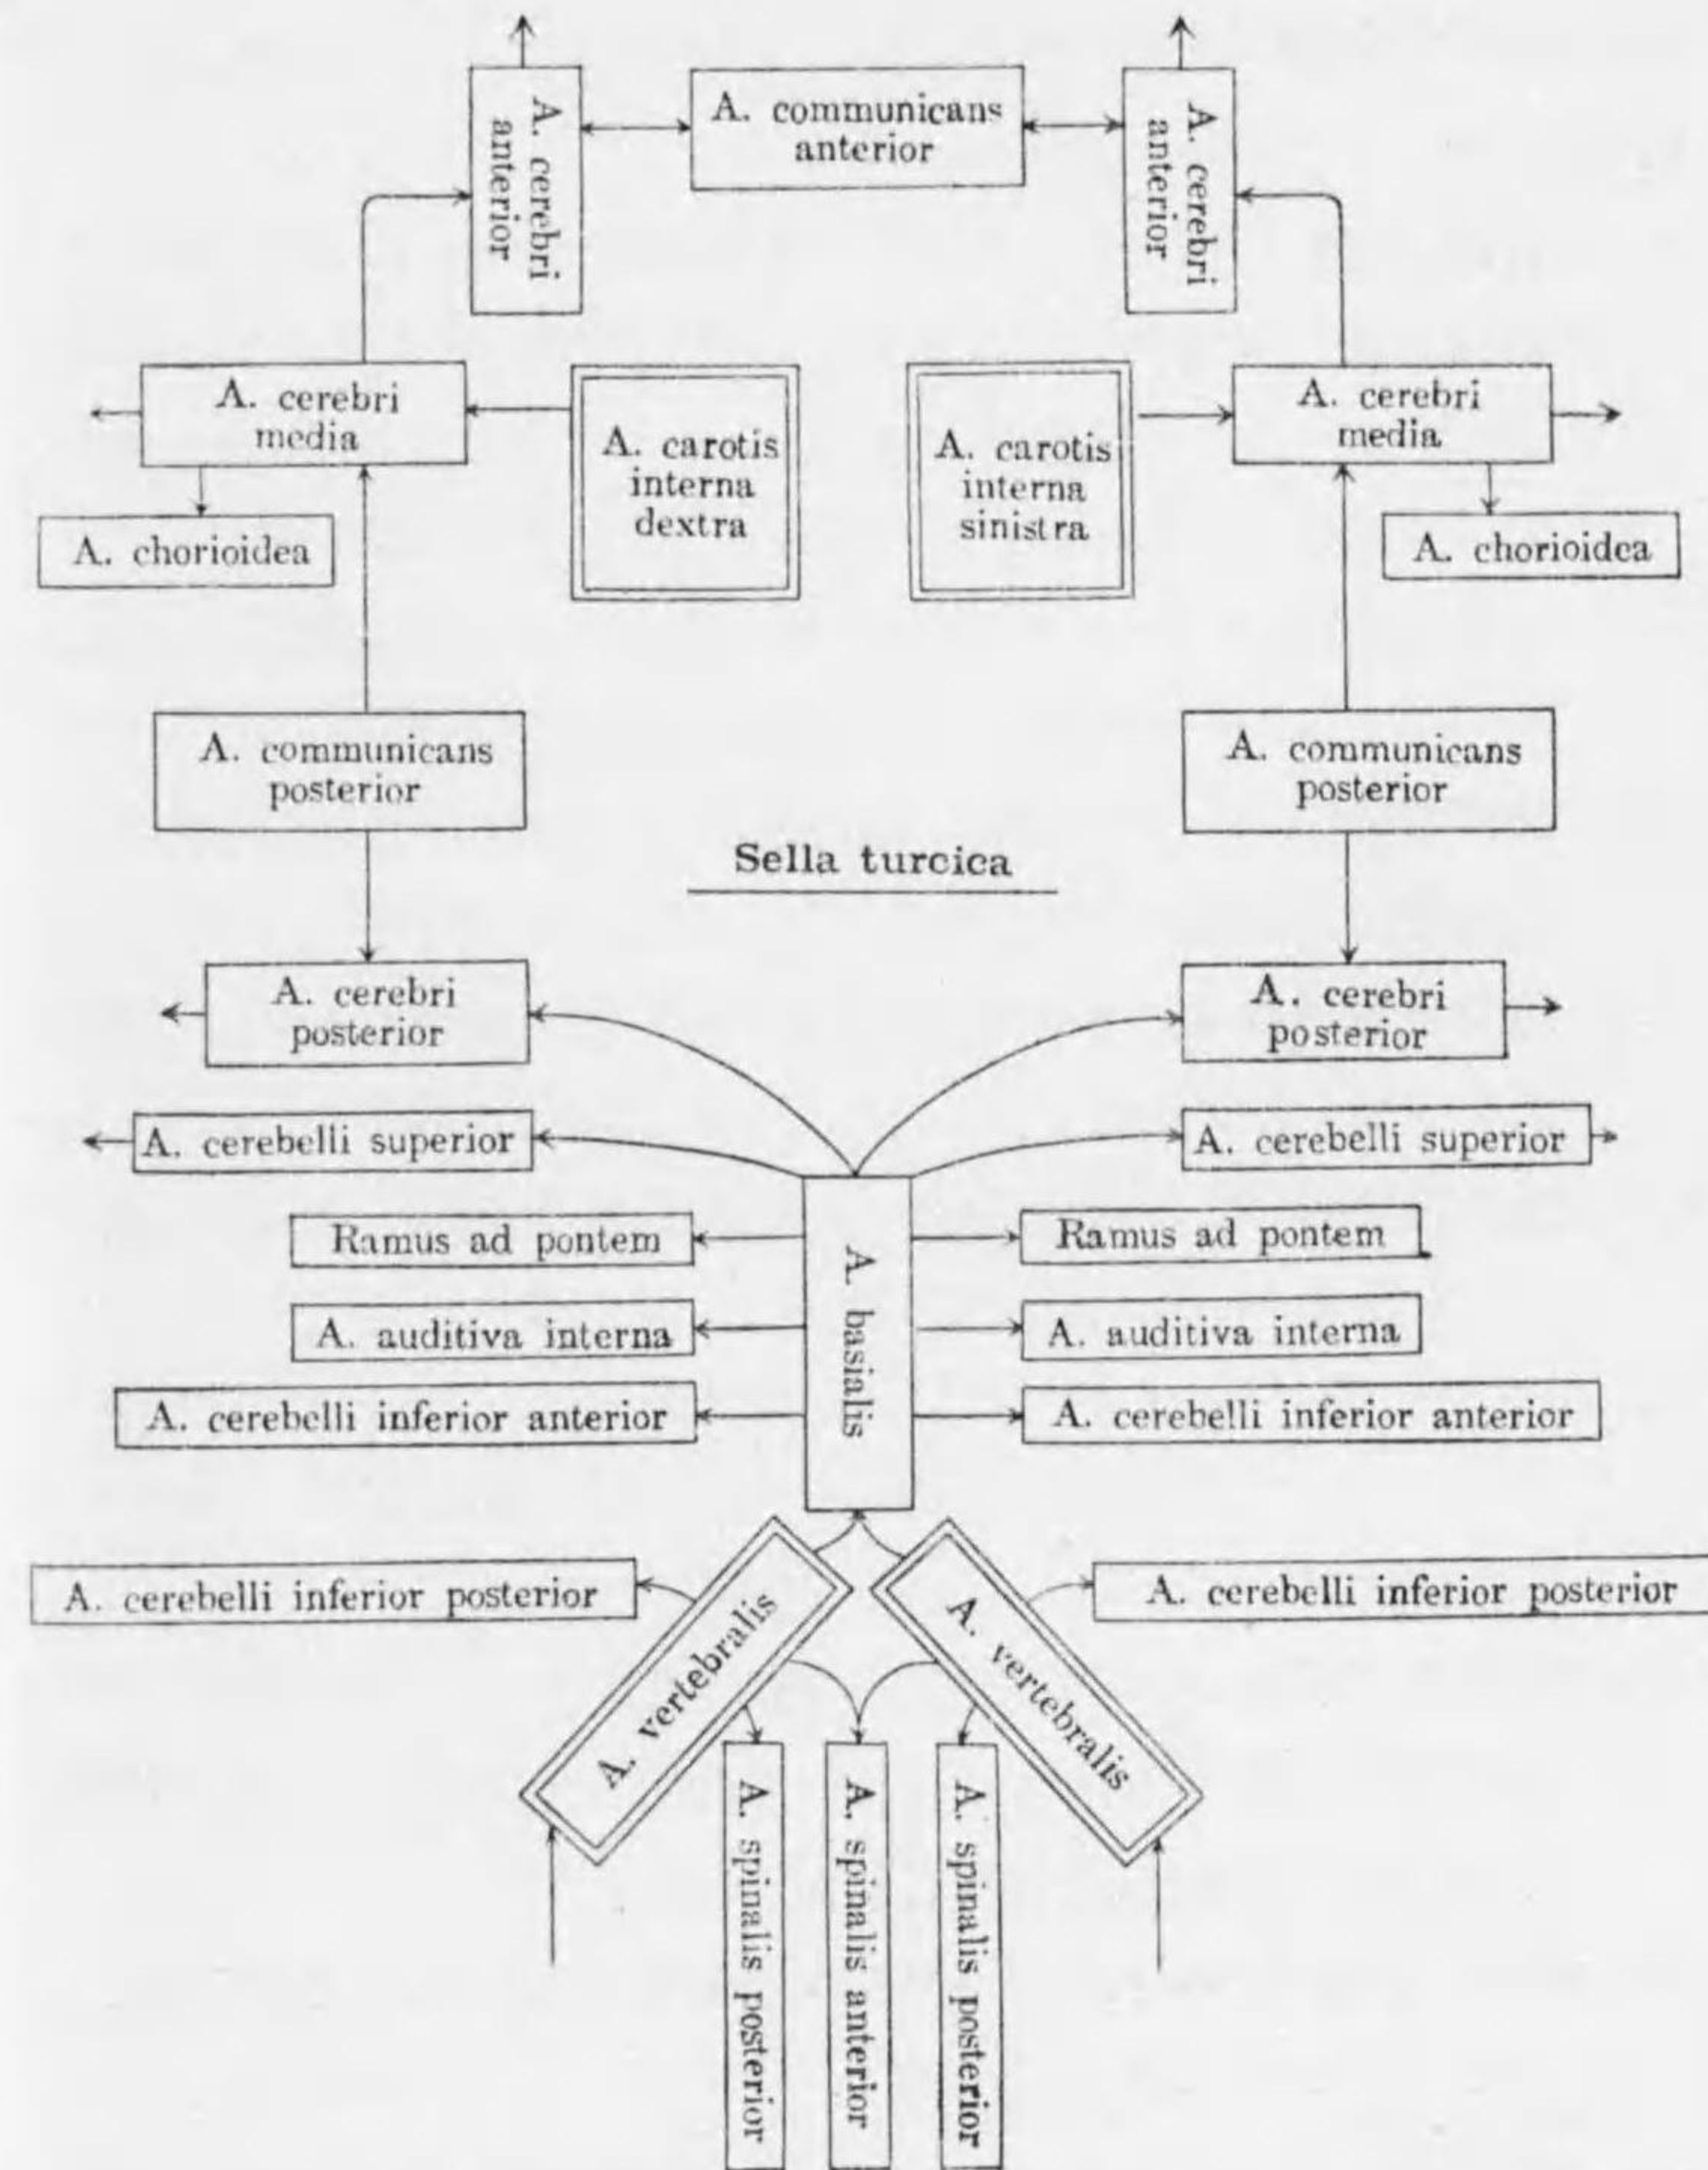 A. cerebri
anterior
A. communicans
anterior
A. cerebri
anterior
A. cerebri
media
A. carotis
interna
dextra
A. carotis
interna
sinistra
A. cerebri
media
A. chorioidea
A. chorioidea
A. communicans
posterior
A. communicans
posterior
Sella turcica
A. cerebri
posterior
A. cerebri
posterior
A. cerebelli superior
A. cerebelli superior
Ramus ad pontem
Ramus ad pontem
A. basialis
A. auditiva interna
A. auditiva interna
A. cerebelli inferior anterior
A. cerebelli inferior anterior
A. cerebelli inferior posterior
A. vertebralis
A. vertebralis
A. cerebelli inferior posterior
A. spinalis posterior
A. spinalis anterior
A. spinalis posterior